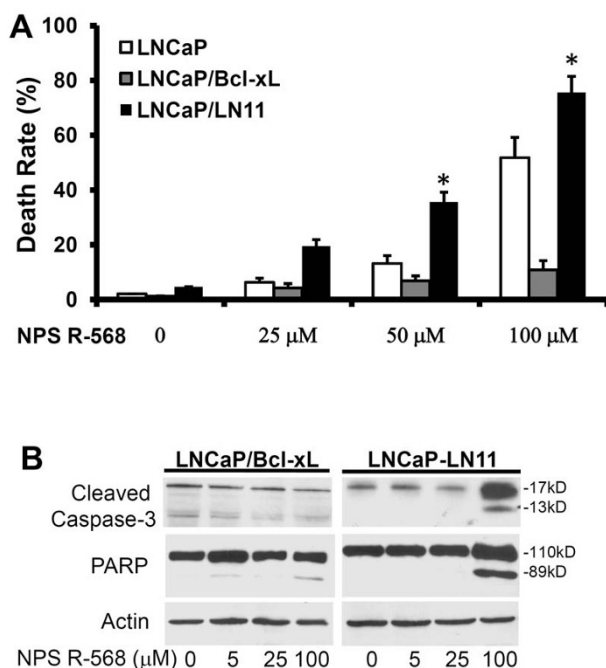 A
100
80
60
40
20
0
Death Rate (%)
LNCaP
LNCaP/Bcl-xL
LNCaP/LN11
*
*
NPS R-568 0 25 μM 50 μM 100 μM
B
LNCaP/Bcl-xL LNCaP-LN11
Cleaved
Caspase-3
-17kD
-13kD
PARP
-110kD
-89kD
Actin
NPS R-568 (μM) 0 5 25 100 0 5 25 100